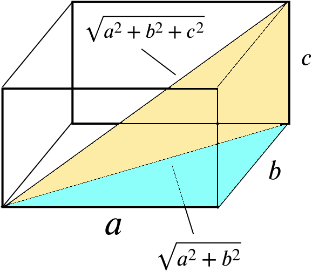 √(a² + b² + c²)
c
b
a
√(a² + b²)